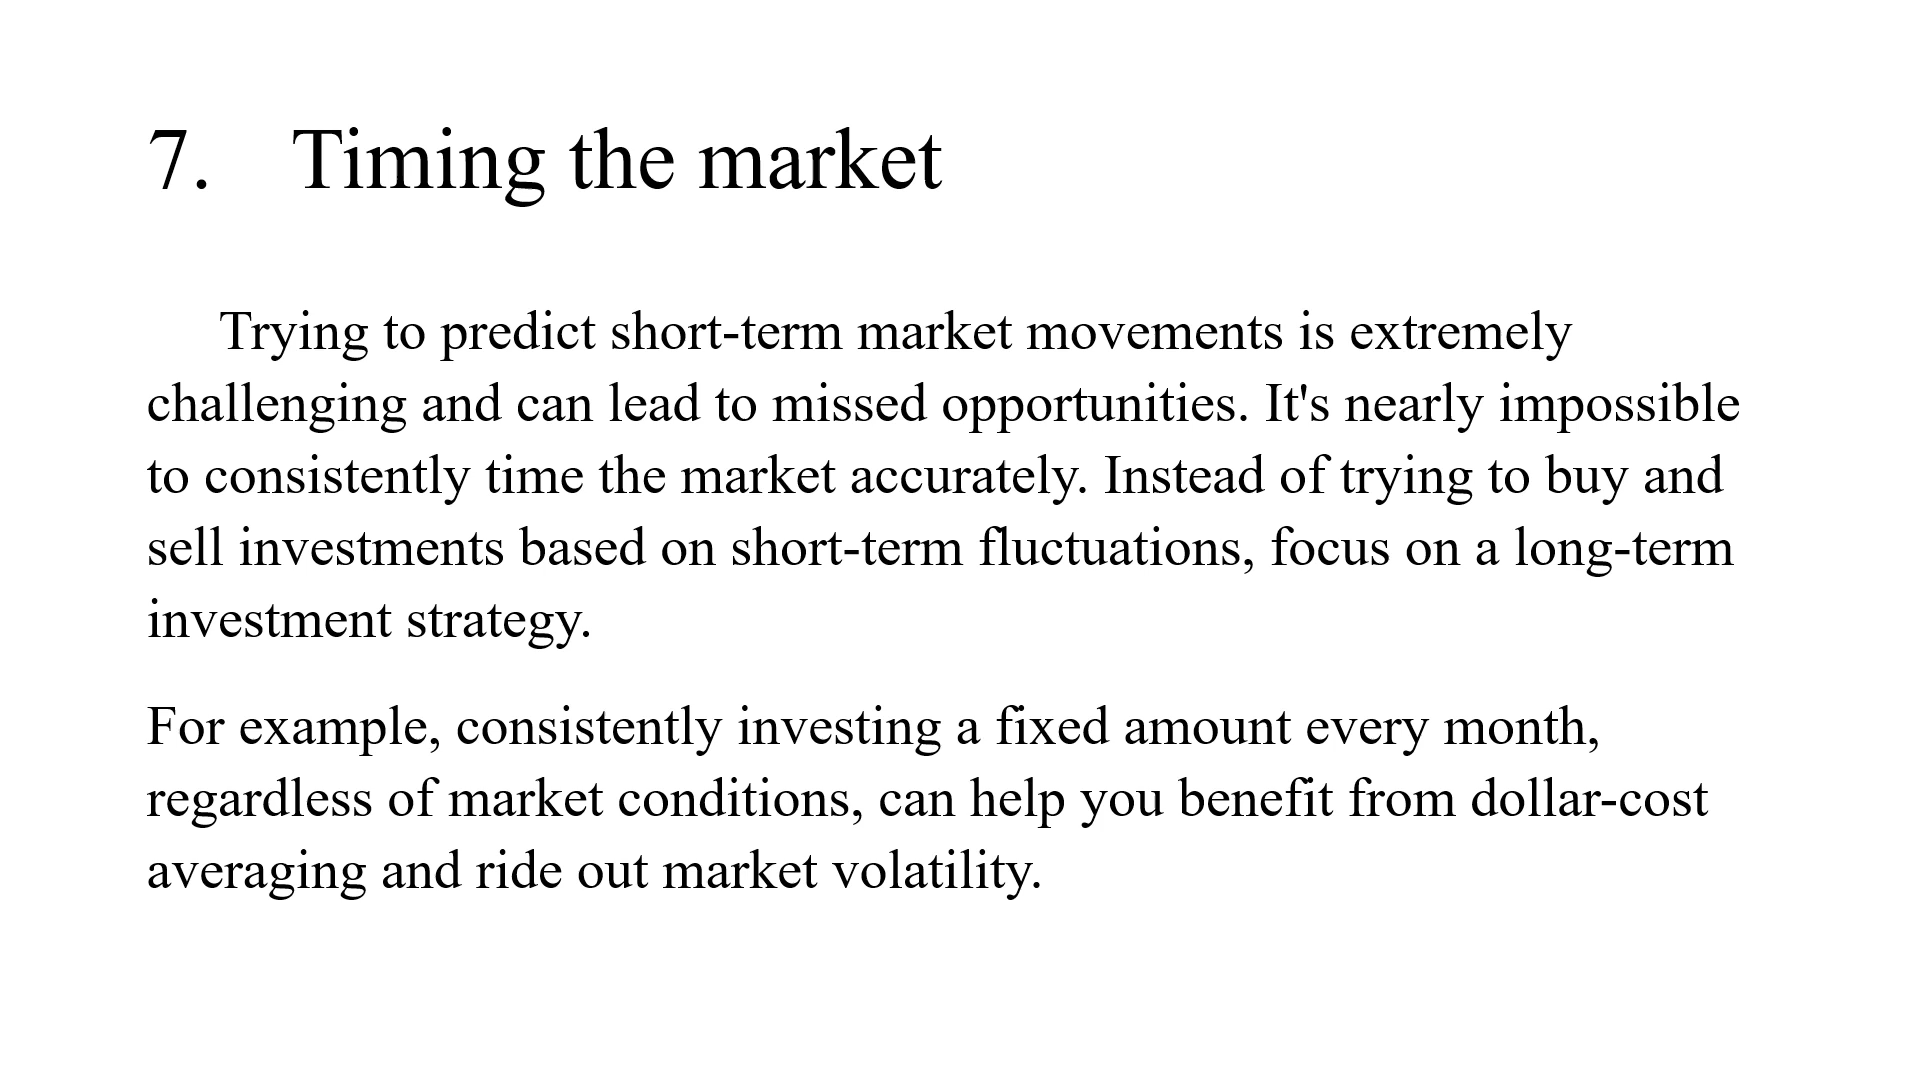 7. Timing the market
Trying to predict short-term market movements is extremely
challenging and can lead to missed opportunities. It's nearly impossible
to consistently time the market accurately. Instead of trying to buy and
sell investments based on short-term fluctuations, focus on a long-term
investment strategy.
For example, consistently investing a fixed amount every month,
regardless of market conditions, can help you benefit from dollar-cost
averaging and ride out market volatility.